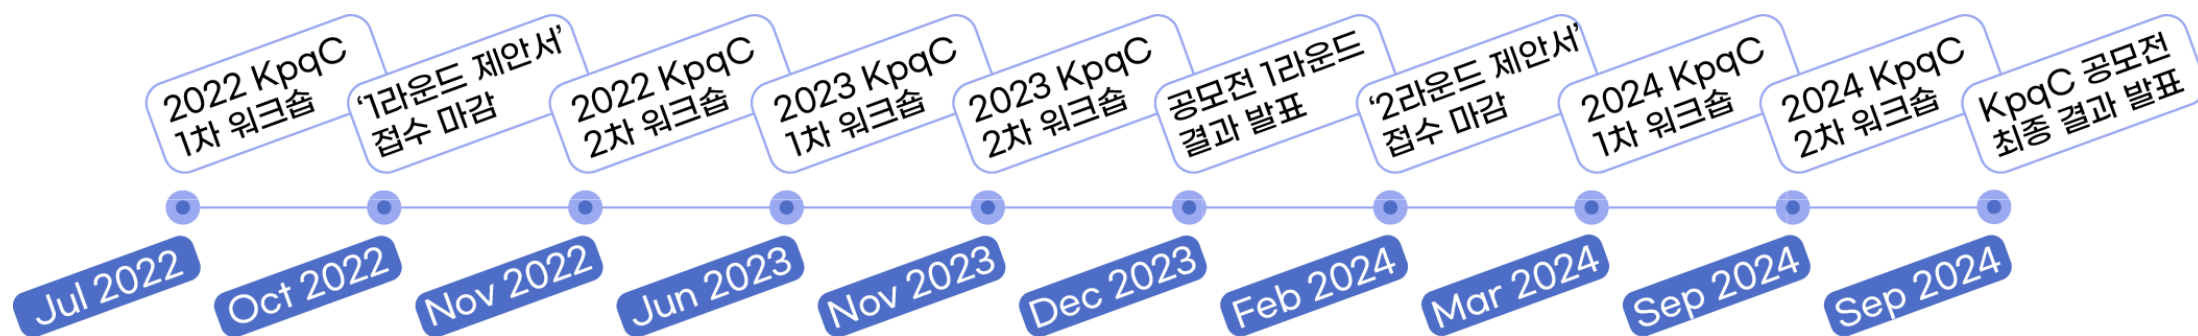 2022 KpqC
1차 워크숍
‘1라운드 제안서’
접수 마감
2022 KpqC
2차 워크숍
2023 KpqC
1차 워크숍
2023 KpqC
2차 워크숍
공모전 1라운드
결과 발표
‘2라운드 제안서’
접수 마감
2024 KpqC
1차 워크숍
2024 KpqC
2차 워크숍
KpqC 공모전
최종 결과 발표
Jul 2022
Oct 2022
Nov 2022
Jun 2023
Nov 2023
Dec 2023
Feb 2024
Mar 2024
Sep 2024
Sep 2024